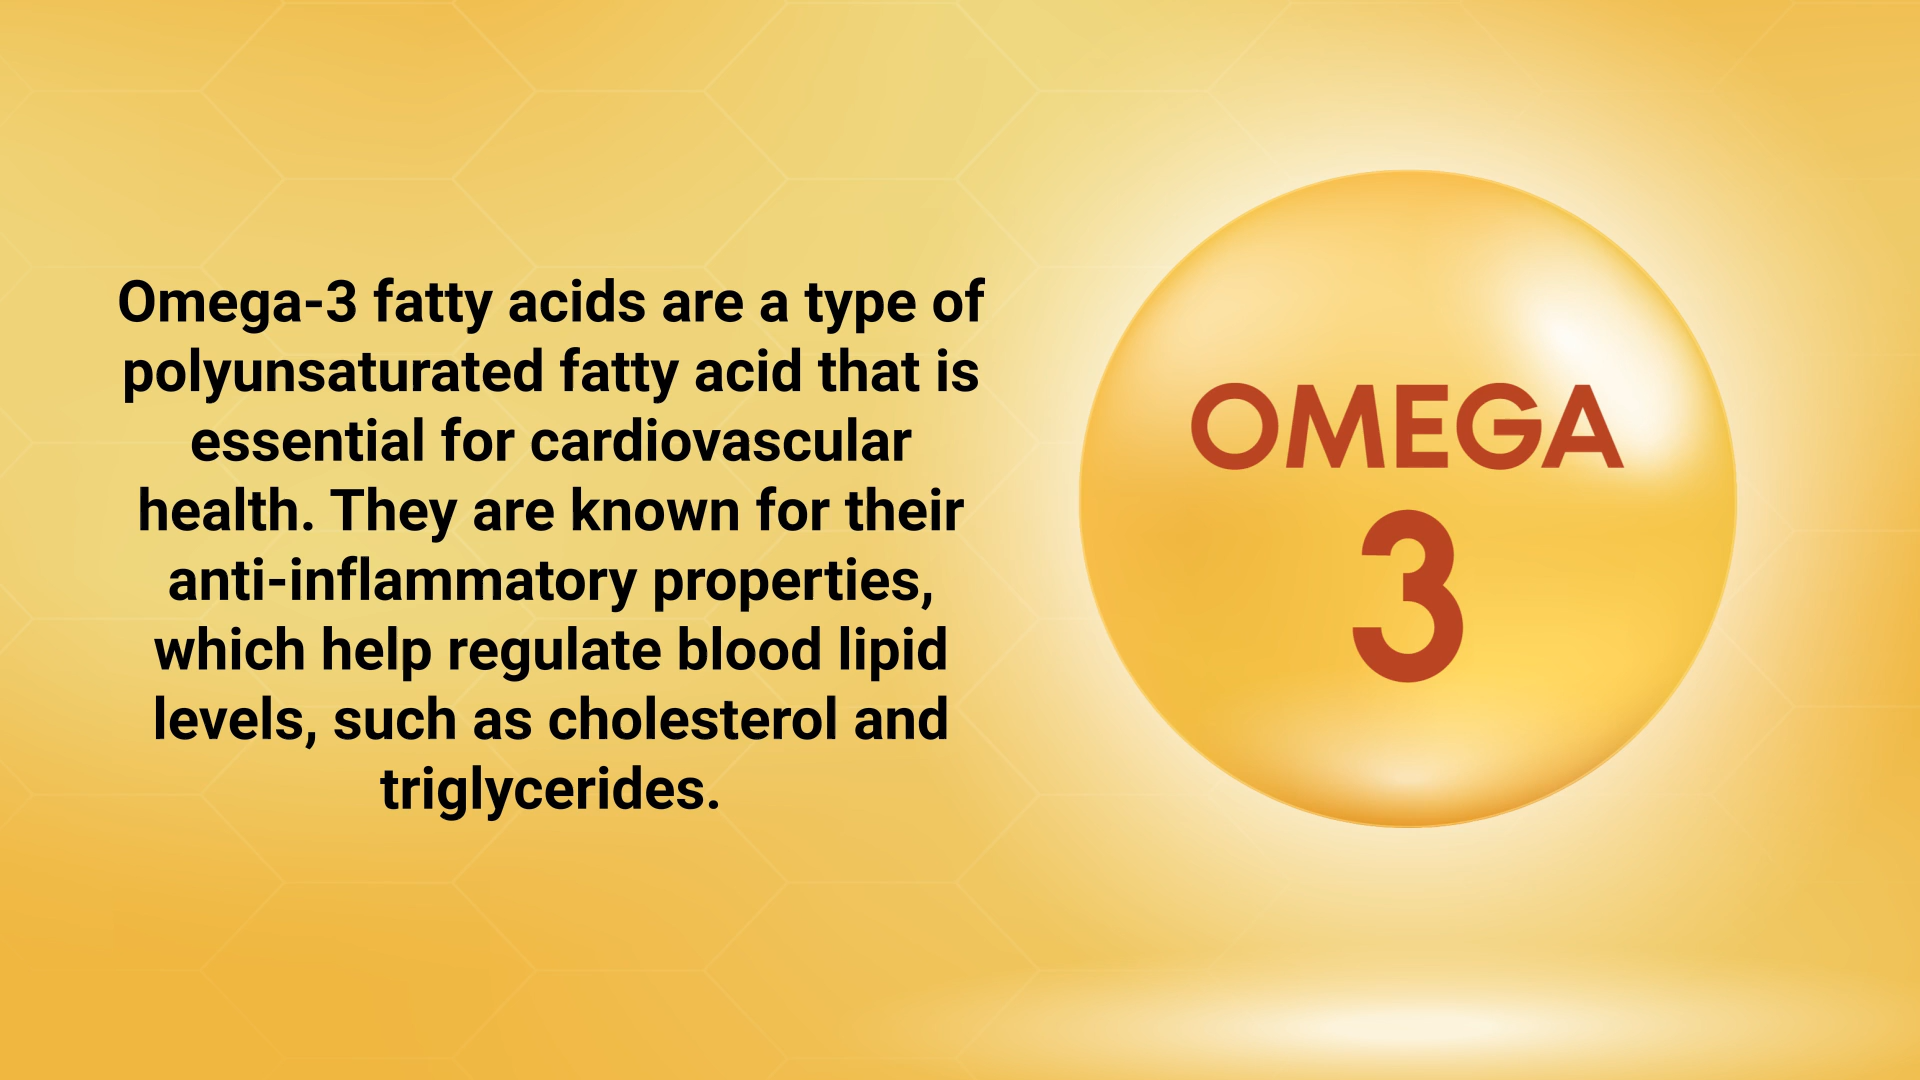 Omega-3 fatty acids are a type of
polyunsaturated fatty acid that is
essential for cardiovascular
health. They are known for their
anti-inflammatory properties,
which help regulate blood lipid
levels, such as cholesterol and
triglycerides.
OMEGA
3